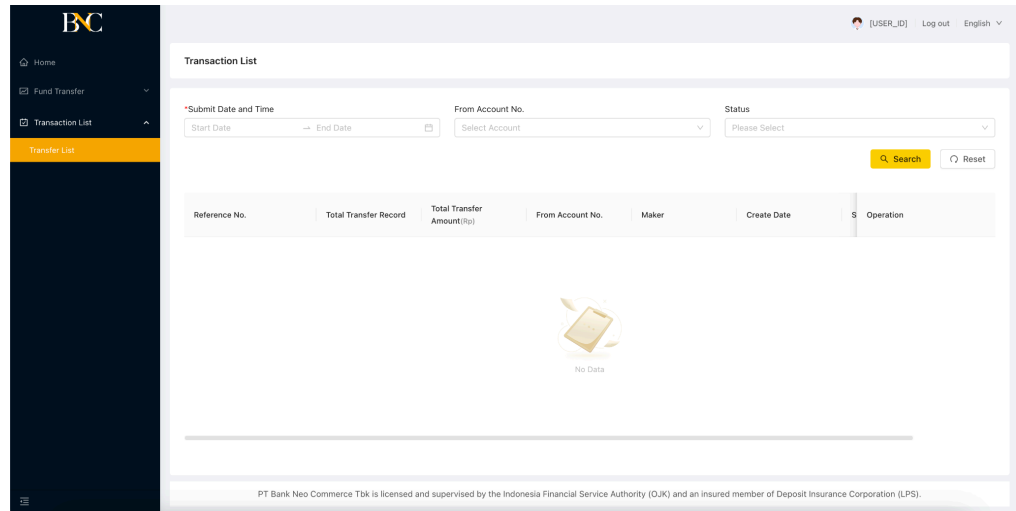 BNC
[USER_ID] Log out English
Home
Transaction List
Fund Transfer
*Submit Date and Time From Account No. Status
Transaction List
Start Date → End Date Select Account Please Select
Transfer List
Search Reset
Reference No. Total Transfer Record Total Transfer Amount(Rp) From Account No. Maker Create Date S Operation
No Data
PT Bank Neo Commerce Tbk is licensed and supervised by the Indonesia Financial Service Authority (OJK) and an insured member of Deposit Insurance Corporation (LPS).